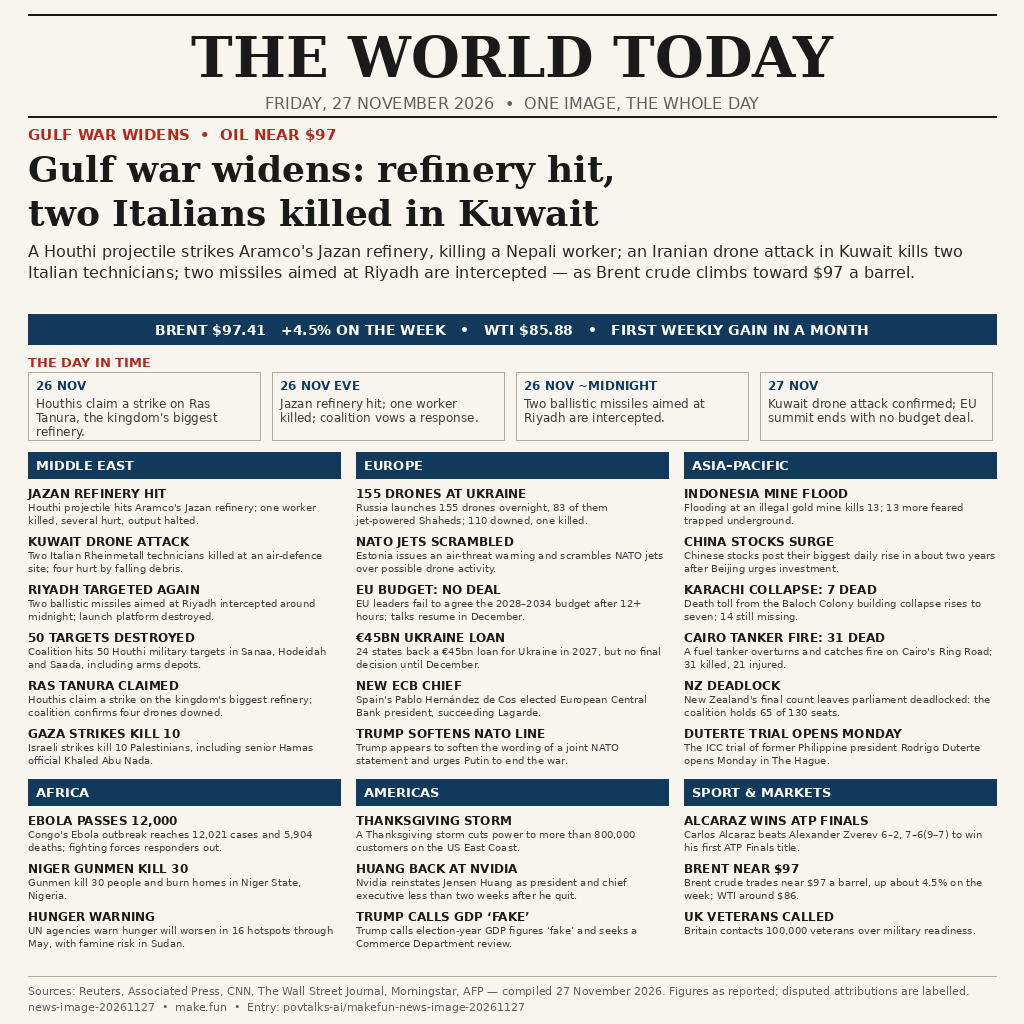 THE WORLD TODAY
FRIDAY, 27 NOVEMBER 2026 • ONE IMAGE, THE WHOLE DAY
GULF WAR WIDENS • OIL NEAR $97
Gulf war widens: refinery hit,
two Italians killed in Kuwait
A Houthi projectile strikes Aramco's Jazan refinery, killing a Nepali worker; an Iranian drone attack in Kuwait kills two
Italian technicians; two missiles aimed at Riyadh are intercepted — as Brent crude climbs toward $97 a barrel.
BRENT $97.41 +4.5% ON THE WEEK • WTI $85.88 • FIRST WEEKLY GAIN IN A MONTH
THE DAY IN TIME
26 NOV
Houthis claim a strike on Ras
Tanura, the kingdom's biggest
refinery.
26 NOV EVE
Jazan refinery hit; one worker
killed; coalition vows a response.
26 NOV ~MIDNIGHT
Two ballistic missiles aimed at
Riyadh are intercepted.
27 NOV
Kuwait drone attack confirmed; EU
summit ends with no budget deal.
MIDDLE EAST
JAZAN REFINERY HIT
Houthi projectile hits Aramco's Jazan refinery; one worker
killed, several hurt, output halted.
KUWAIT DRONE ATTACK
Two Italian Rheinmetall technicians killed at an air-defence
site; four hurt by falling debris.
RIYADH TARGETED AGAIN
Two ballistic missiles aimed at Riyadh intercepted around
midnight; launch platform destroyed.
50 TARGETS DESTROYED
Coalition hits 50 Houthi military targets in Sanaa, Hodeidah
and Saada, including arms depots.
RAS TANURA CLAIMED
Houthis claim a strike on the kingdom's biggest refinery;
coalition confirms four drones downed.
GAZA STRIKES KILL 10
Israeli strikes kill 10 Palestinians, including senior Hamas
official Khaled Abu Nada.
EUROPE
155 DRONES AT UKRAINE
Russia launches 155 drones overnight, 83 of them
jet-powered Shaheds; 110 downed, one killed.
NATO JETS SCRAMBLED
Estonia issues an air-threat warning and scrambles NATO jets
over possible drone activity.
EU BUDGET: NO DEAL
EU leaders fail to agree the 2028–2034 budget after 12+
hours; talks resume in December.
€45BN UKRAINE LOAN
24 states back a €45bn loan for Ukraine in 2027, but no final
decision until December.
NEW ECB CHIEF
Spain's Pablo Hernández de Cos elected European Central
Bank president, succeeding Lagarde.
TRUMP SOFTENS NATO LINE
Trump appears to soften the wording of a joint NATO
statement and urges Putin to end the war.
ASIA–PACIFIC
INDONESIA MINE FLOOD
Flooding at an illegal gold mine kills 13; 13 more feared
trapped underground.
CHINA STOCKS SURGE
Chinese stocks post their biggest daily rise in about two years
after Beijing urges investment.
KARACHI COLLAPSE: 7 DEAD
Death toll from the Baloch Colony building collapse rises to
seven; 14 still missing.
CAIRO TANKER FIRE: 31 DEAD
A fuel tanker overturns and catches fire on Cairo's Ring Road;
31 killed, 21 injured.
NZ DEADLOCK
New Zealand's final count leaves parliament deadlocked: the
coalition holds 65 of 130 seats.
DUTERTE TRIAL OPENS MONDAY
The ICC trial of former Philippine president Rodrigo Duterte
opens Monday in The Hague.
AFRICA
EBOLA PASSES 12,000
Congo's Ebola outbreak reaches 12,021 cases and 5,904
deaths; fighting forces responders out.
NIGER GUNMEN KILL 30
Gunmen kill 30 people and burn homes in Niger State,
Nigeria.
HUNGER WARNING
UN agencies warn hunger will worsen in 16 hotspots through
May, with famine risk in Sudan.
AMERICAS
THANKSGIVING STORM
A Thanksgiving storm cuts power to more than 800,000
customers on the US East Coast.
HUANG BACK AT NVIDIA
Nvidia reinstates Jensen Huang as president and chief
executive less than two weeks after he quit.
TRUMP CALLS GDP ‘FAKE’
Trump calls election-year GDP figures ‘fake’ and seeks a
Commerce Department review.
SPORT & MARKETS
ALCARAZ WINS ATP FINALS
Carlos Alcaraz beats Alexander Zverev 6–2, 7–6(9–7) to win
his first ATP Finals title.
BRENT NEAR $97
Brent crude trades near $97 a barrel, up about 4.5% on the
week; WTI around $86.
UK VETERANS CALLED
Britain contacts 100,000 veterans over military readiness.
Sources: Reuters, Associated Press, CNN, The Wall Street Journal, Morningstar, AFP — compiled 27 November 2026. Figures as reported; disputed attributions are labelled.
news-image-20261127 • make.fun • Entry: povtalks-ai/makefun-news-image-20261127